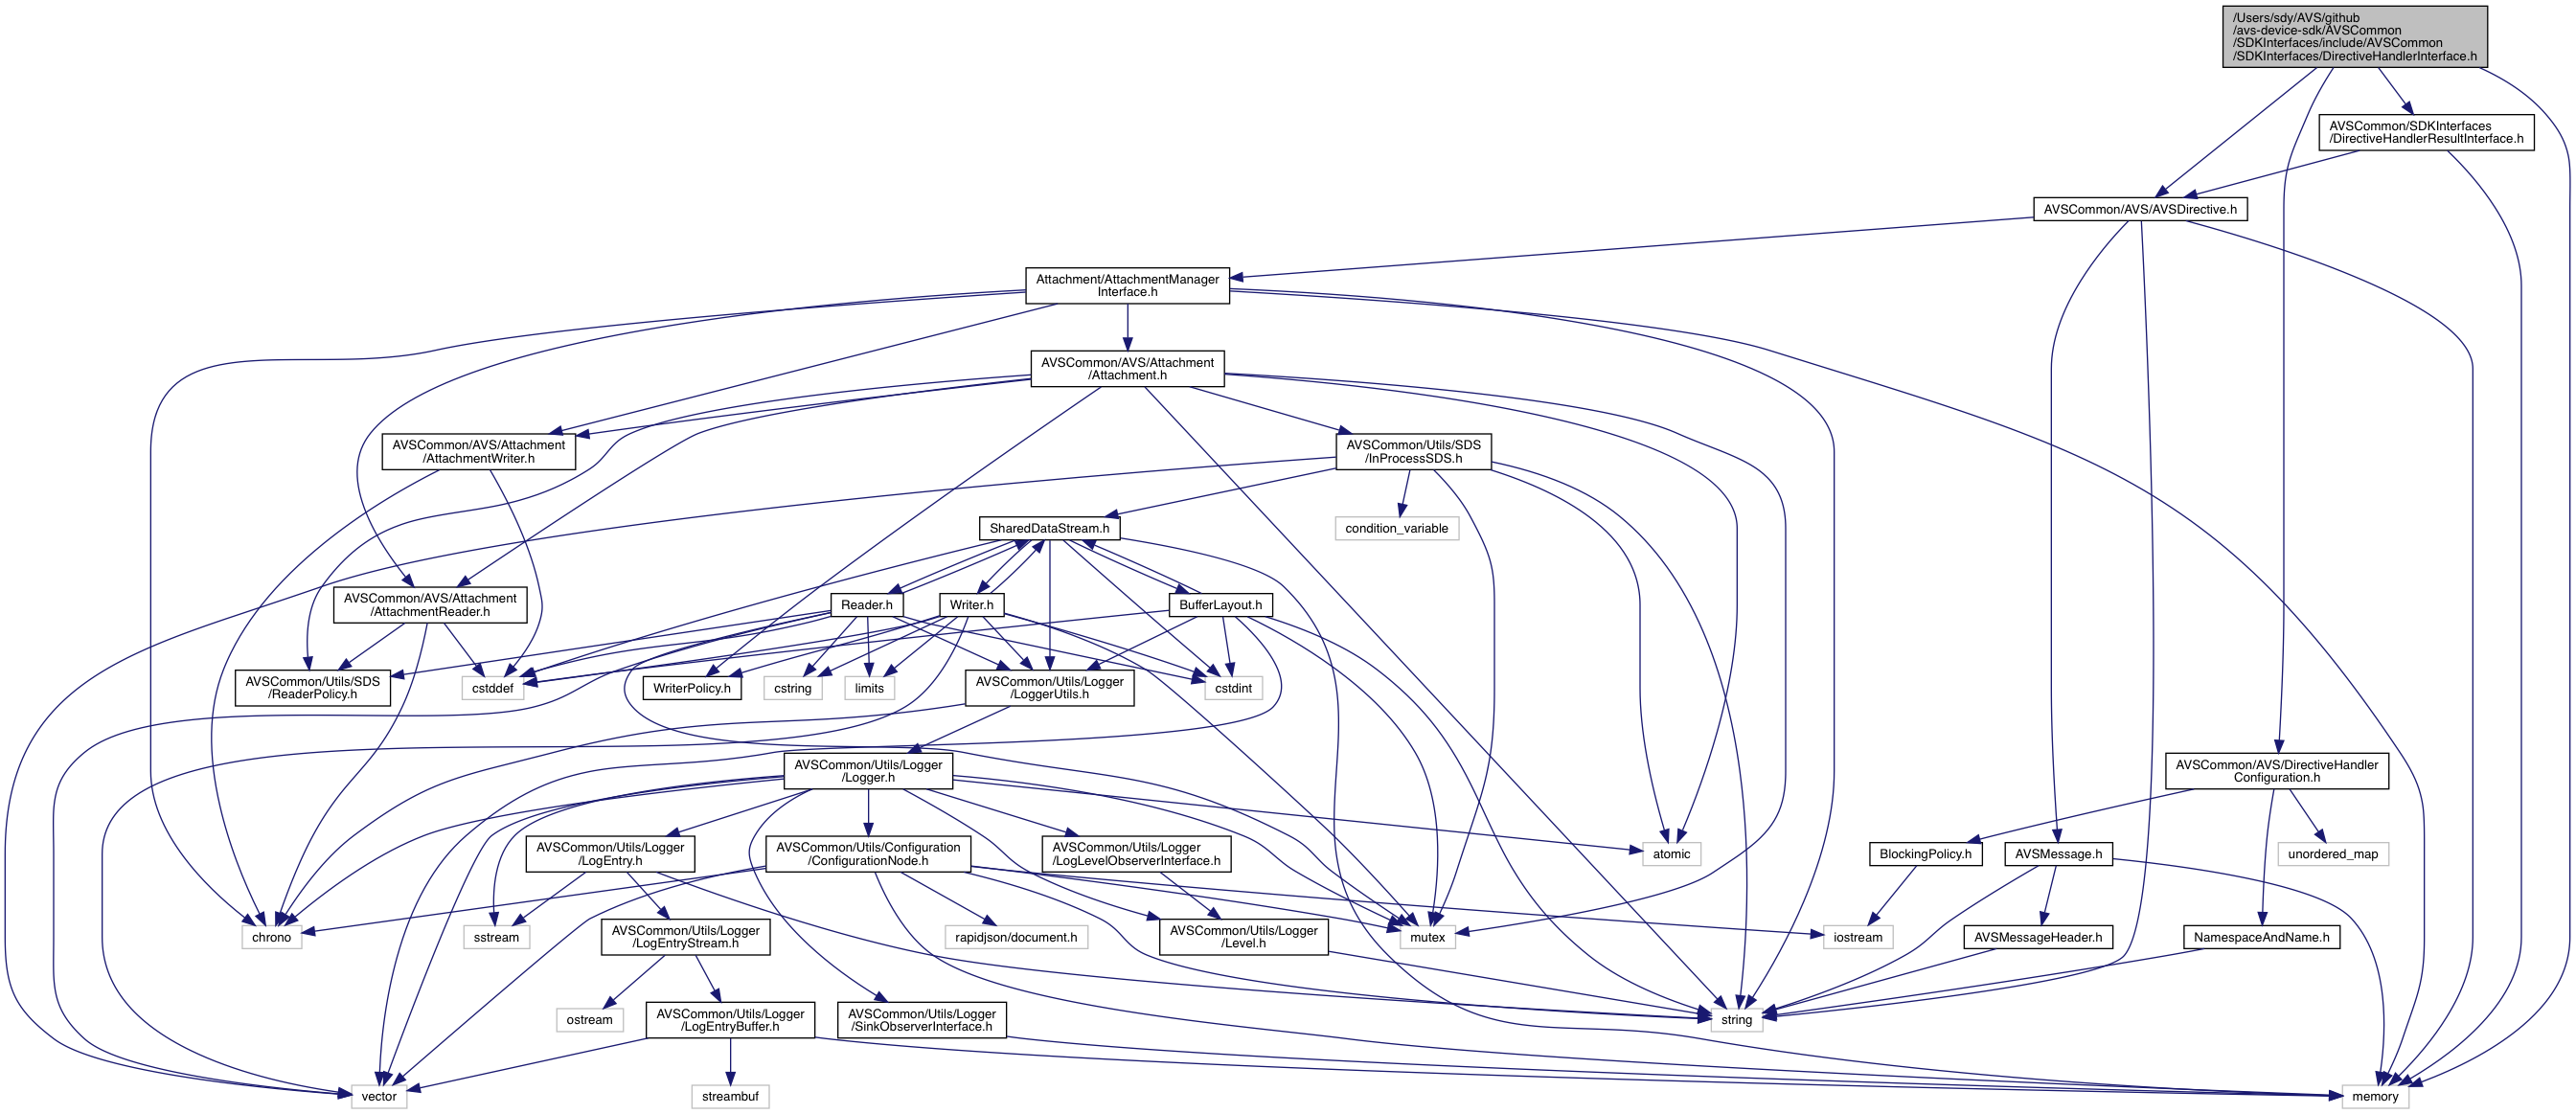 /Users/sdy/AVS/github
/avs-device-sdk/AVSCommon
/SDKInterfaces/include/AVSCommon
/SDKInterfaces/DirectiveHandlerInterface.h
AVSCommon/SDKInterfaces
/DirectiveHandlerResultInterface.h
AVSCommon/AVS/AVSDirective.h
Attachment/AttachmentManager
Interface.h
AVSCommon/AVS/Attachment
/Attachment.h
AVSCommon/AVS/Attachment
/AttachmentWriter.h
AVSCommon/Utils/SDS
/InProcessSDS.h
SharedDataStream.h
condition_variable
AVSCommon/AVS/Attachment
/AttachmentReader.h
Reader.h
Writer.h
BufferLayout.h
AVSCommon/Utils/SDS
/ReaderPolicy.h
cstddef
WriterPolicy.h
cstring
limits
AVSCommon/Utils/Logger
/LoggerUtils.h
cstdint
AVSCommon/Utils/Logger
/Logger.h
AVSCommon/AVS/DirectiveHandler
Configuration.h
AVSCommon/Utils/Logger
/LogEntry.h
AVSCommon/Utils/Configuration
/ConfigurationNode.h
AVSCommon/Utils/Logger
/LogLevelObserverInterface.h
atomic
BlockingPolicy.h
AVSMessage.h
unordered_map
chrono
sstream
AVSCommon/Utils/Logger
/LogEntryStream.h
rapidjson/document.h
AVSCommon/Utils/Logger
/Level.h
mutex
iostream
AVSMessageHeader.h
NamespaceAndName.h
ostream
AVSCommon/Utils/Logger
/LogEntryBuffer.h
AVSCommon/Utils/Logger
/SinkObserverInterface.h
string
vector
streambuf
memory